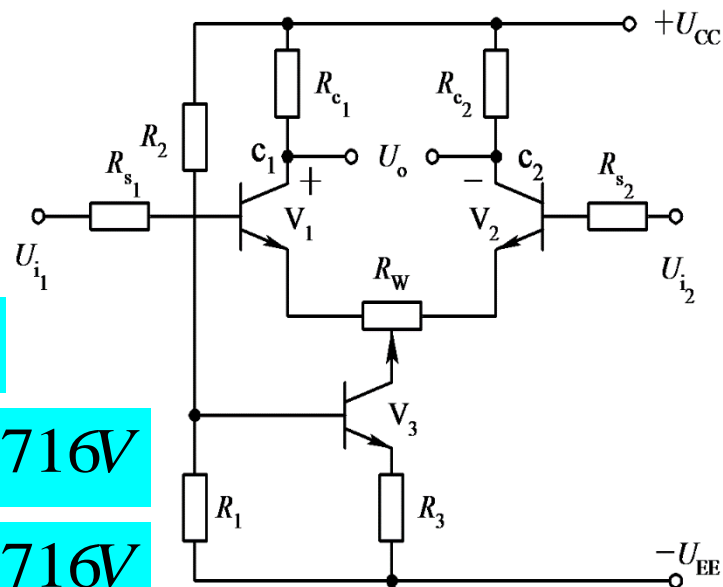 +U_CC
R_c1
R_c2
R_2
c_1
U_o
c_2
R_s1
+
−
R_s2
V_1
V_2
U_i1
R_W
U_i2
V_3
716V
R_1
R_3
716V
−U_EE